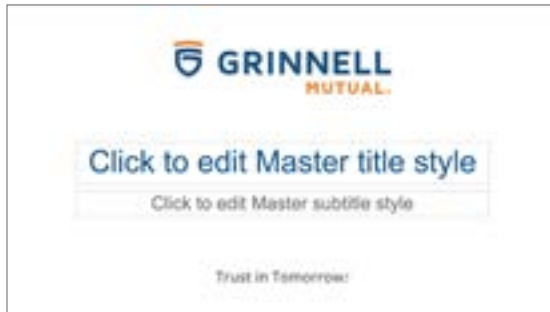 GRINNELL
MUTUAL.
Click to edit Master title style
Click to edit Master subtitle style
Trust in Tomorrow.®